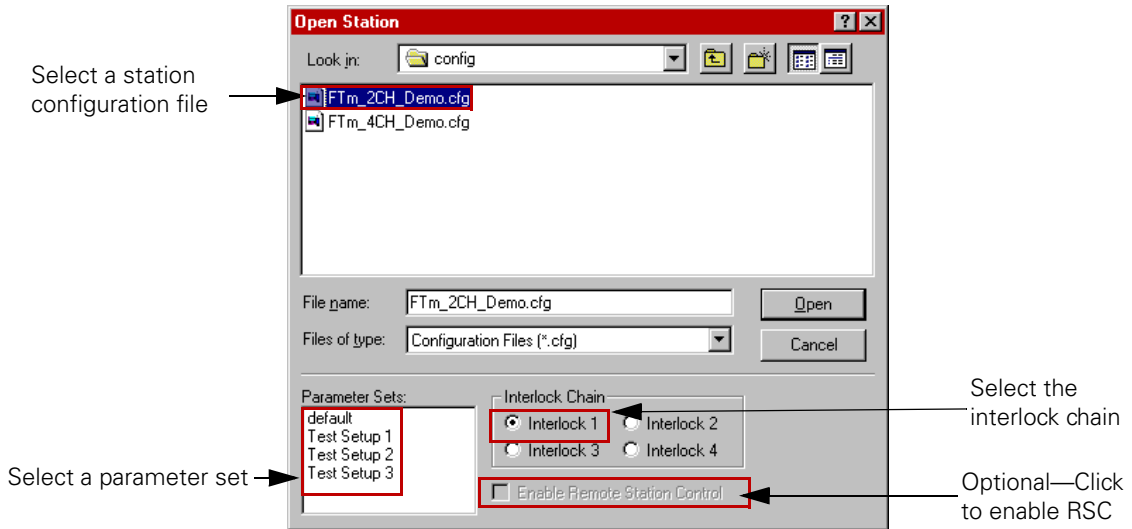 Open Station
Look in:
config
Select a station
configuration file
FTm_2CH_Demo.cfg
FTm_4CH_Demo.cfg
File name:
FTm_2CH_Demo.cfg
Open
Files of type:
Configuration Files (*.cfg)
Cancel
Parameter Sets:
default
Test Setup 1
Test Setup 2
Test Setup 3
Select a parameter set
Interlock Chain
Interlock 1
Interlock 2
Interlock 3
Interlock 4
Select the
interlock chain
Enable Remote Station Control
Optional—Click
to enable RSC